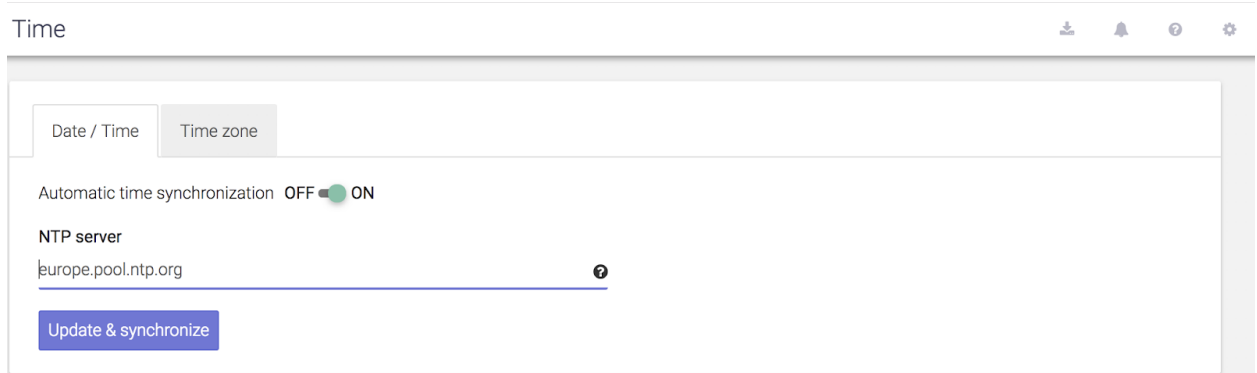 Time
Date / Time Time zone
Automatic time synchronization OFF ON
NTP server
europe.pool.ntp.org
Update & synchronize